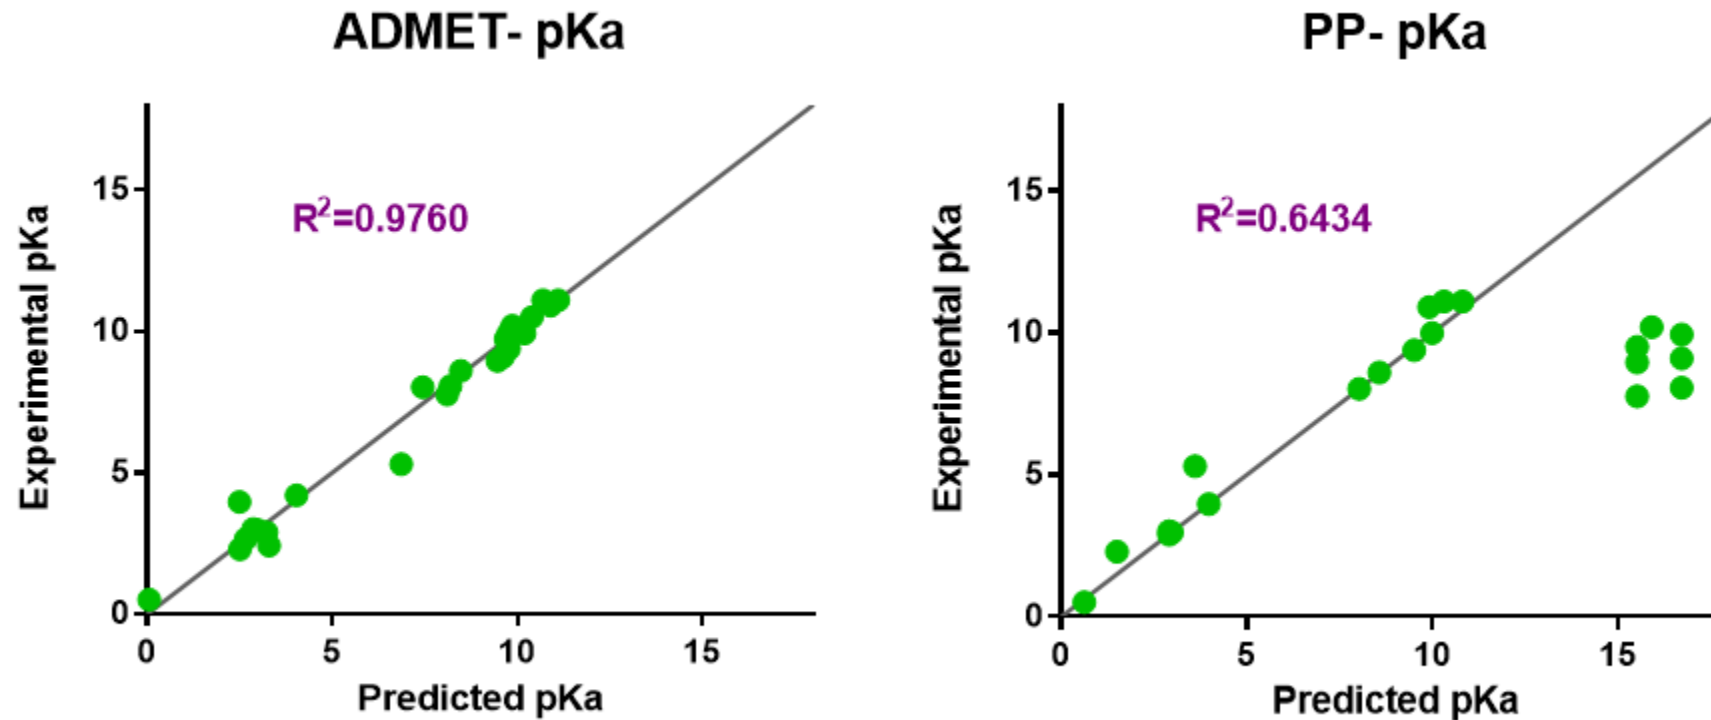 ADMET- pKa
15
10
5
0
R²=0.9760
Experimental pKa
0 5 10 15
Predicted pKa
PP- pKa
15
10
5
0
R²=0.6434
Experimental pKa
0 5 10 15
Predicted pKa